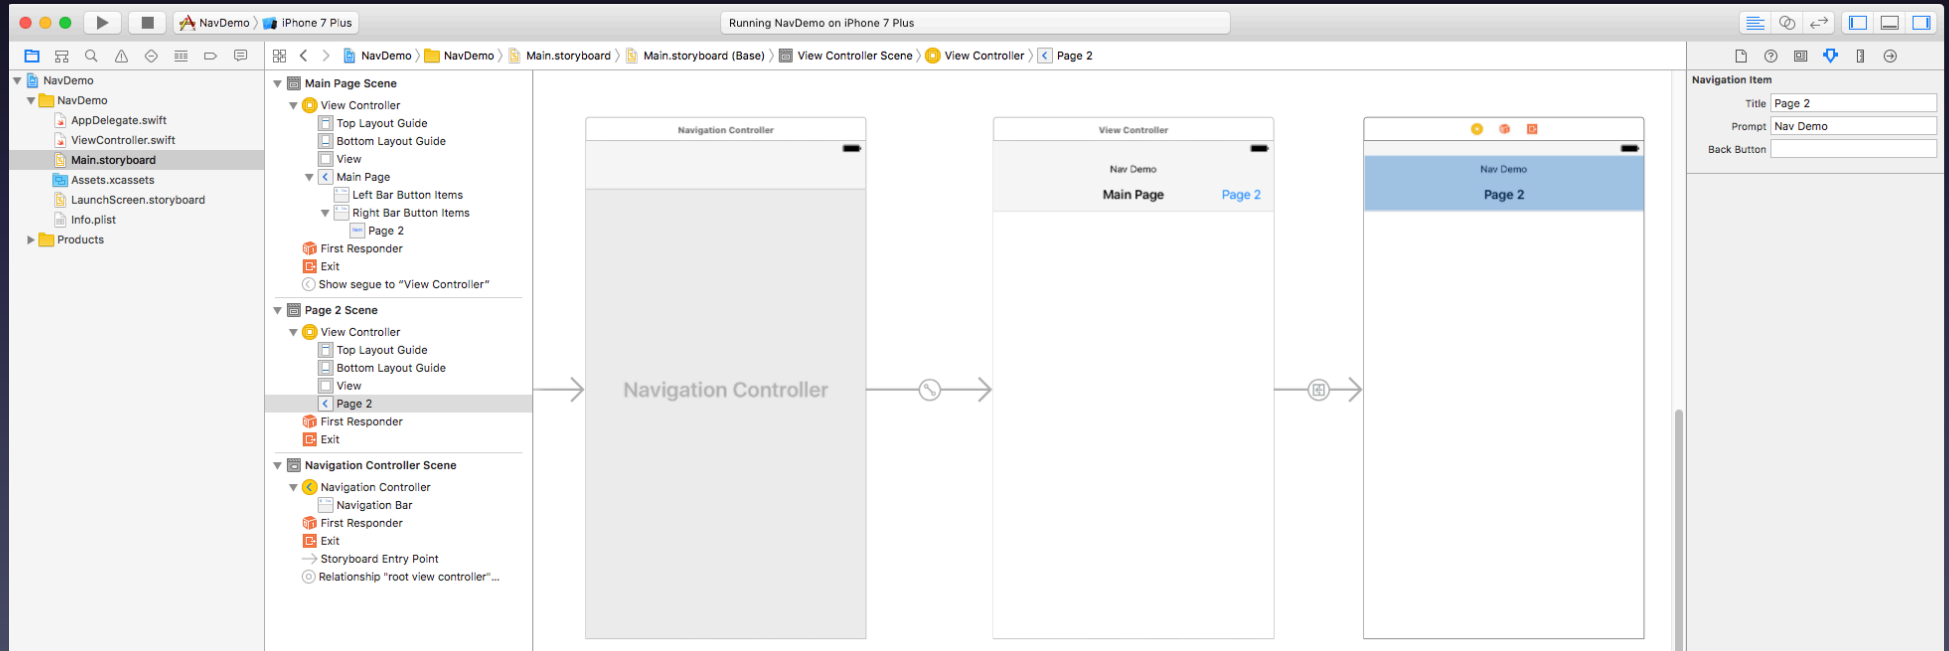 NavDemo
iPhone 7 Plus
Running NavDemo on iPhone 7 Plus
NavDemo
NavDemo
Main.storyboard
Main.storyboard (Base)
View Controller Scene
View Controller
Page 2
NavDemo
NavDemo
AppDelegate.swift
ViewController.swift
Main.storyboard
Assets.xcassets
LaunchScreen.storyboard
Info.plist
Products
Main Page Scene
View Controller
Top Layout Guide
Bottom Layout Guide
View
Main Page
Left Bar Button Items
Right Bar Button Items
Page 2
First Responder
Exit
Show segue to “View Controller”
Page 2 Scene
View Controller
Top Layout Guide
Bottom Layout Guide
View
Page 2
First Responder
Exit
Navigation Controller Scene
Navigation Controller
Navigation Bar
First Responder
Exit
Storyboard Entry Point
Relationship "root view controller"...
Navigation Controller
Navigation Controller
View Controller
Nav Demo
Main Page
Page 2
Nav Demo
Page 2
Navigation Item
Title Page 2
Prompt Nav Demo
Back Button